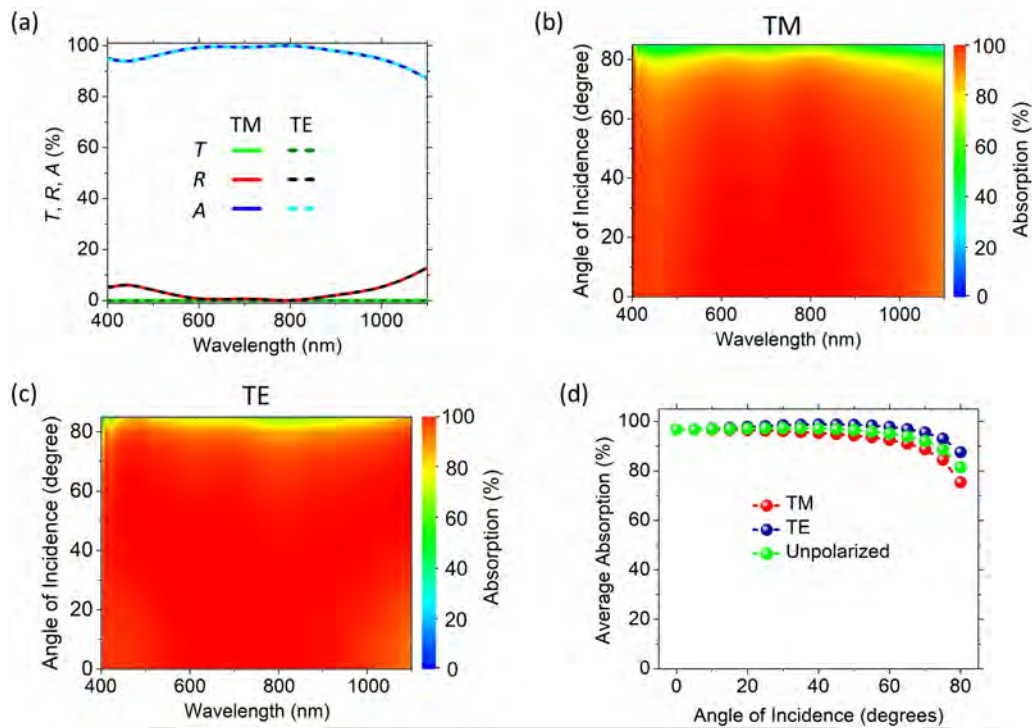 (a)
100
80
60
40
20
0
T, R, A (%)
TM TE
T
R
A
400 600 800 1000
Wavelength (nm)
(b)
TM
80
60
40
20
0
Angle of Incidence (degree)
400 600 800 1000
Wavelength (nm)
100
80
60
40
20
0
Absorption (%)
(c)
TE
80
60
40
20
0
Angle of Incidence (degree)
400 600 800 1000
Wavelength (nm)
100
80
60
40
20
0
Absorption (%)
(d)
100
80
60
40
20
0
Average Absorption (%)
TM
TE
Unpolarized
0 20 40 60 80
Angle of Incidence (degrees)